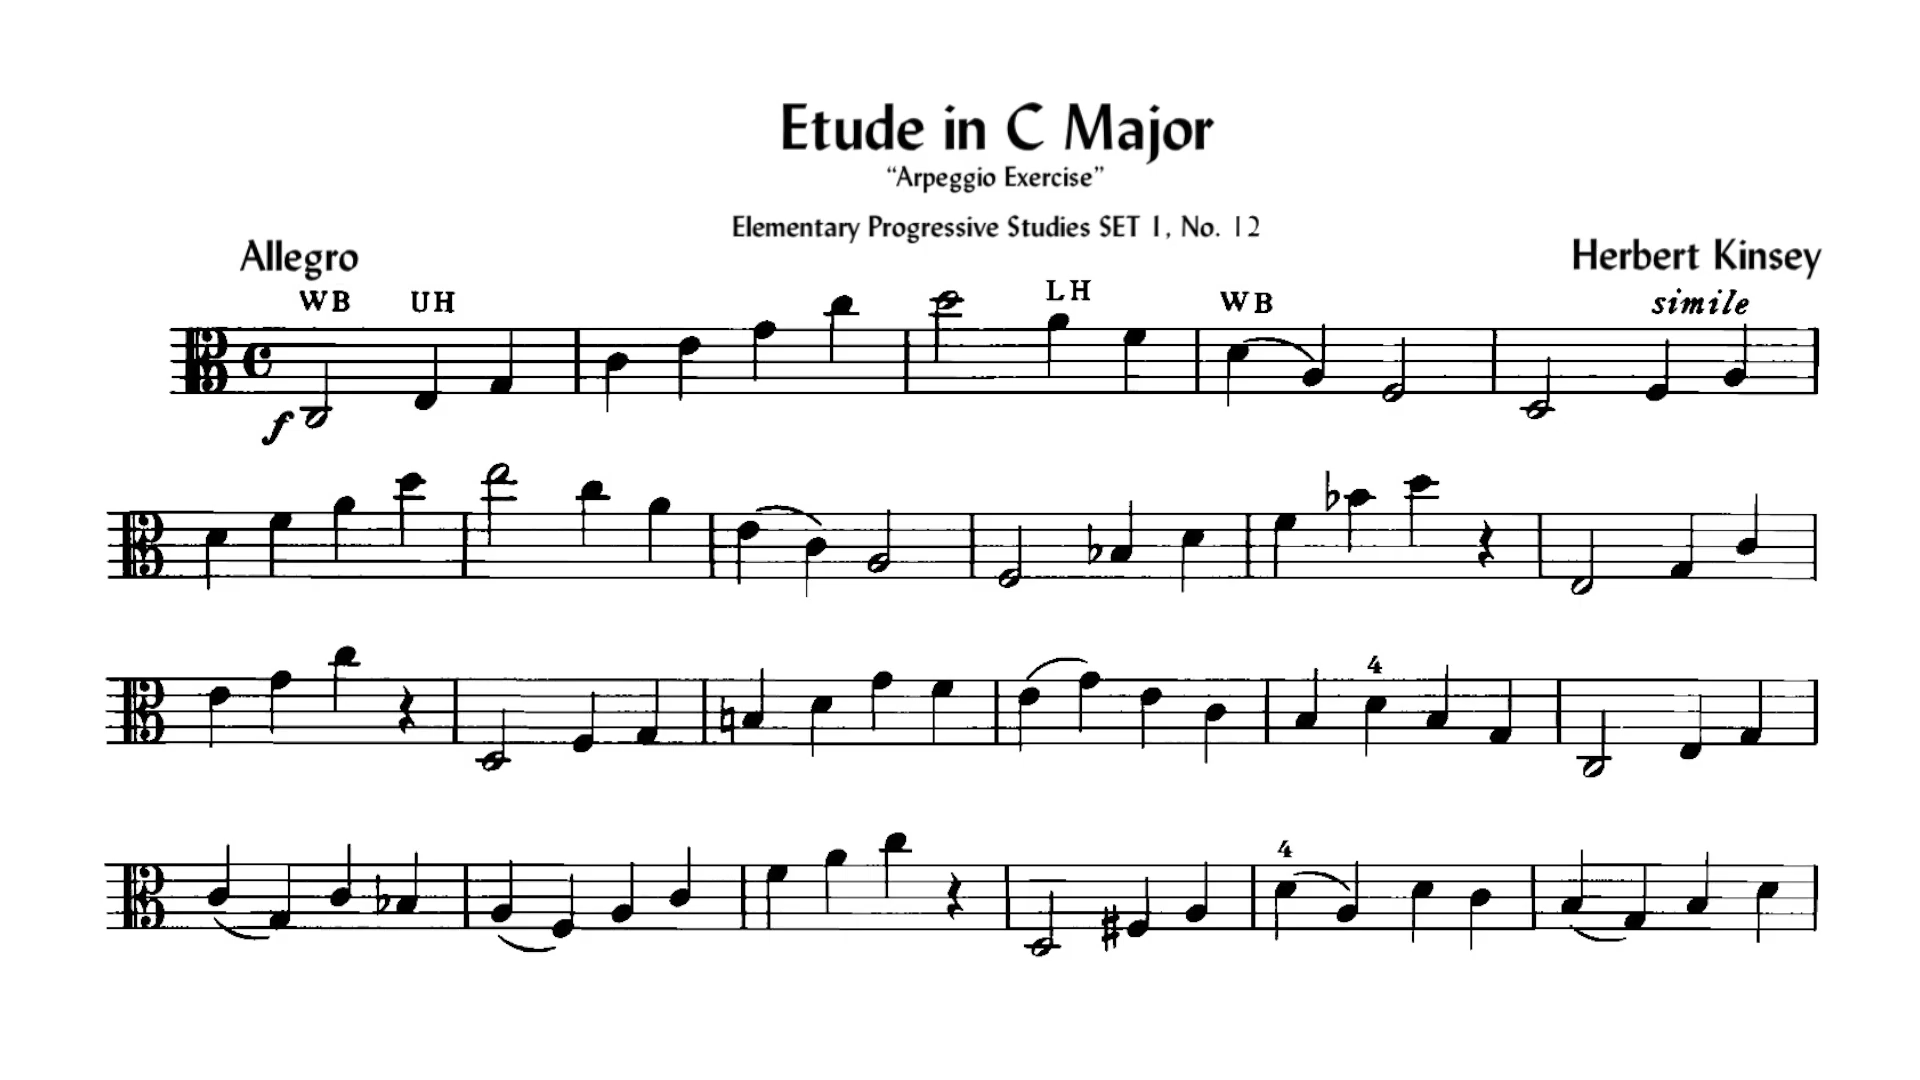 Etude in C Major
“Arpeggio Exercise”
Elementary Progressive Studies SET 1, No. 12
Allegro
Herbert Kinsey
WB UH LH WB simile
f
4
4